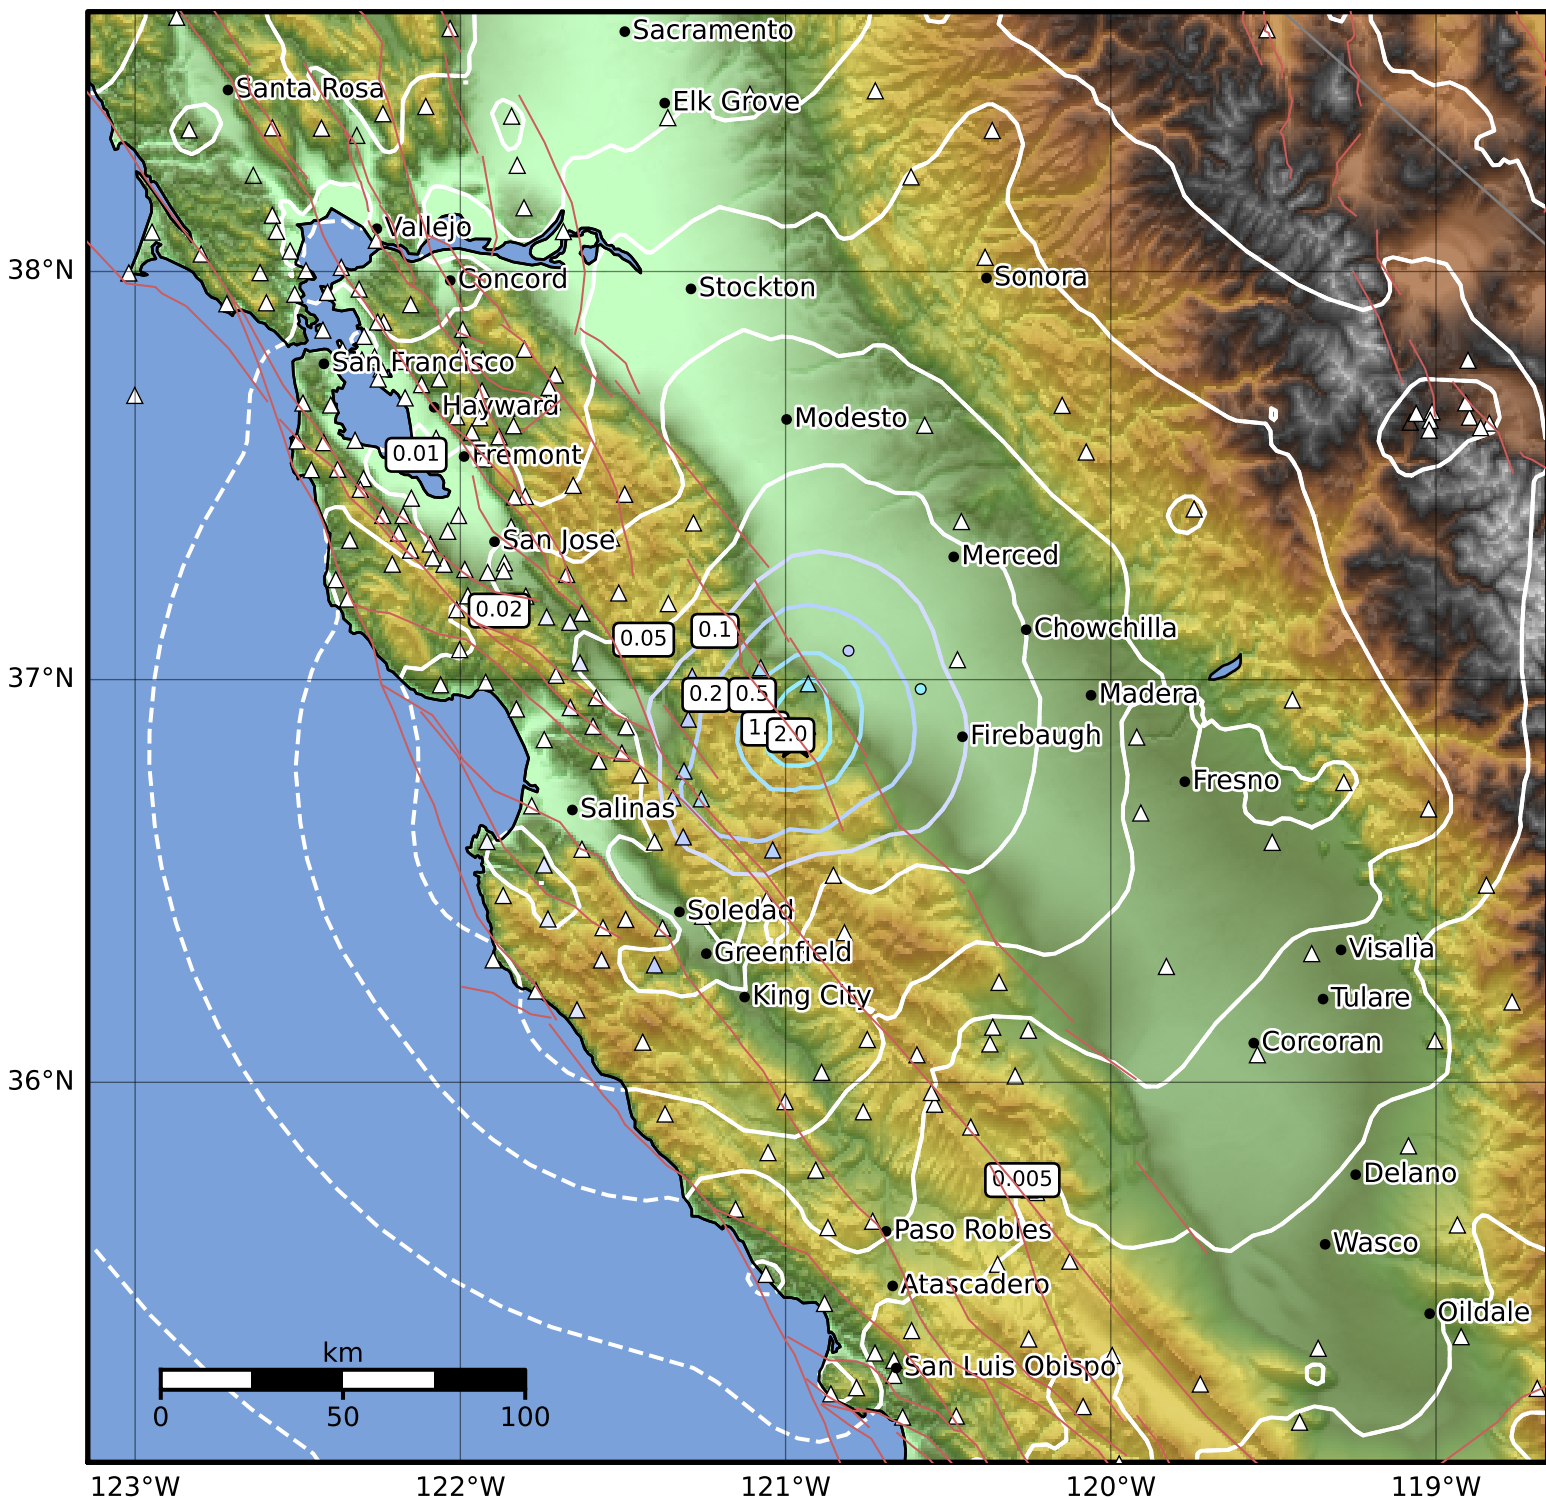 Sacramento
Santa Rosa
Elk Grove
Vallejo
38°N
Concord
Sonora
Stockton
San Francisco
Hayward
Modesto
0.01
Fremont
San Jose
Merced
0.02
0.05
0.1
Chowchilla
37°N
0.2
0.5
Madera
1.
2.0
Firebaugh
Fresno
Salinas
Soledad
Greenfield
Visalia
King City
Tulare
Corcoran
36°N
0.005
Delano
Paso Robles
Wasco
Atascadero
Oildale
km
San Luis Obispo
0 50 100
123°W 122°W 121°W 120°W 119°W